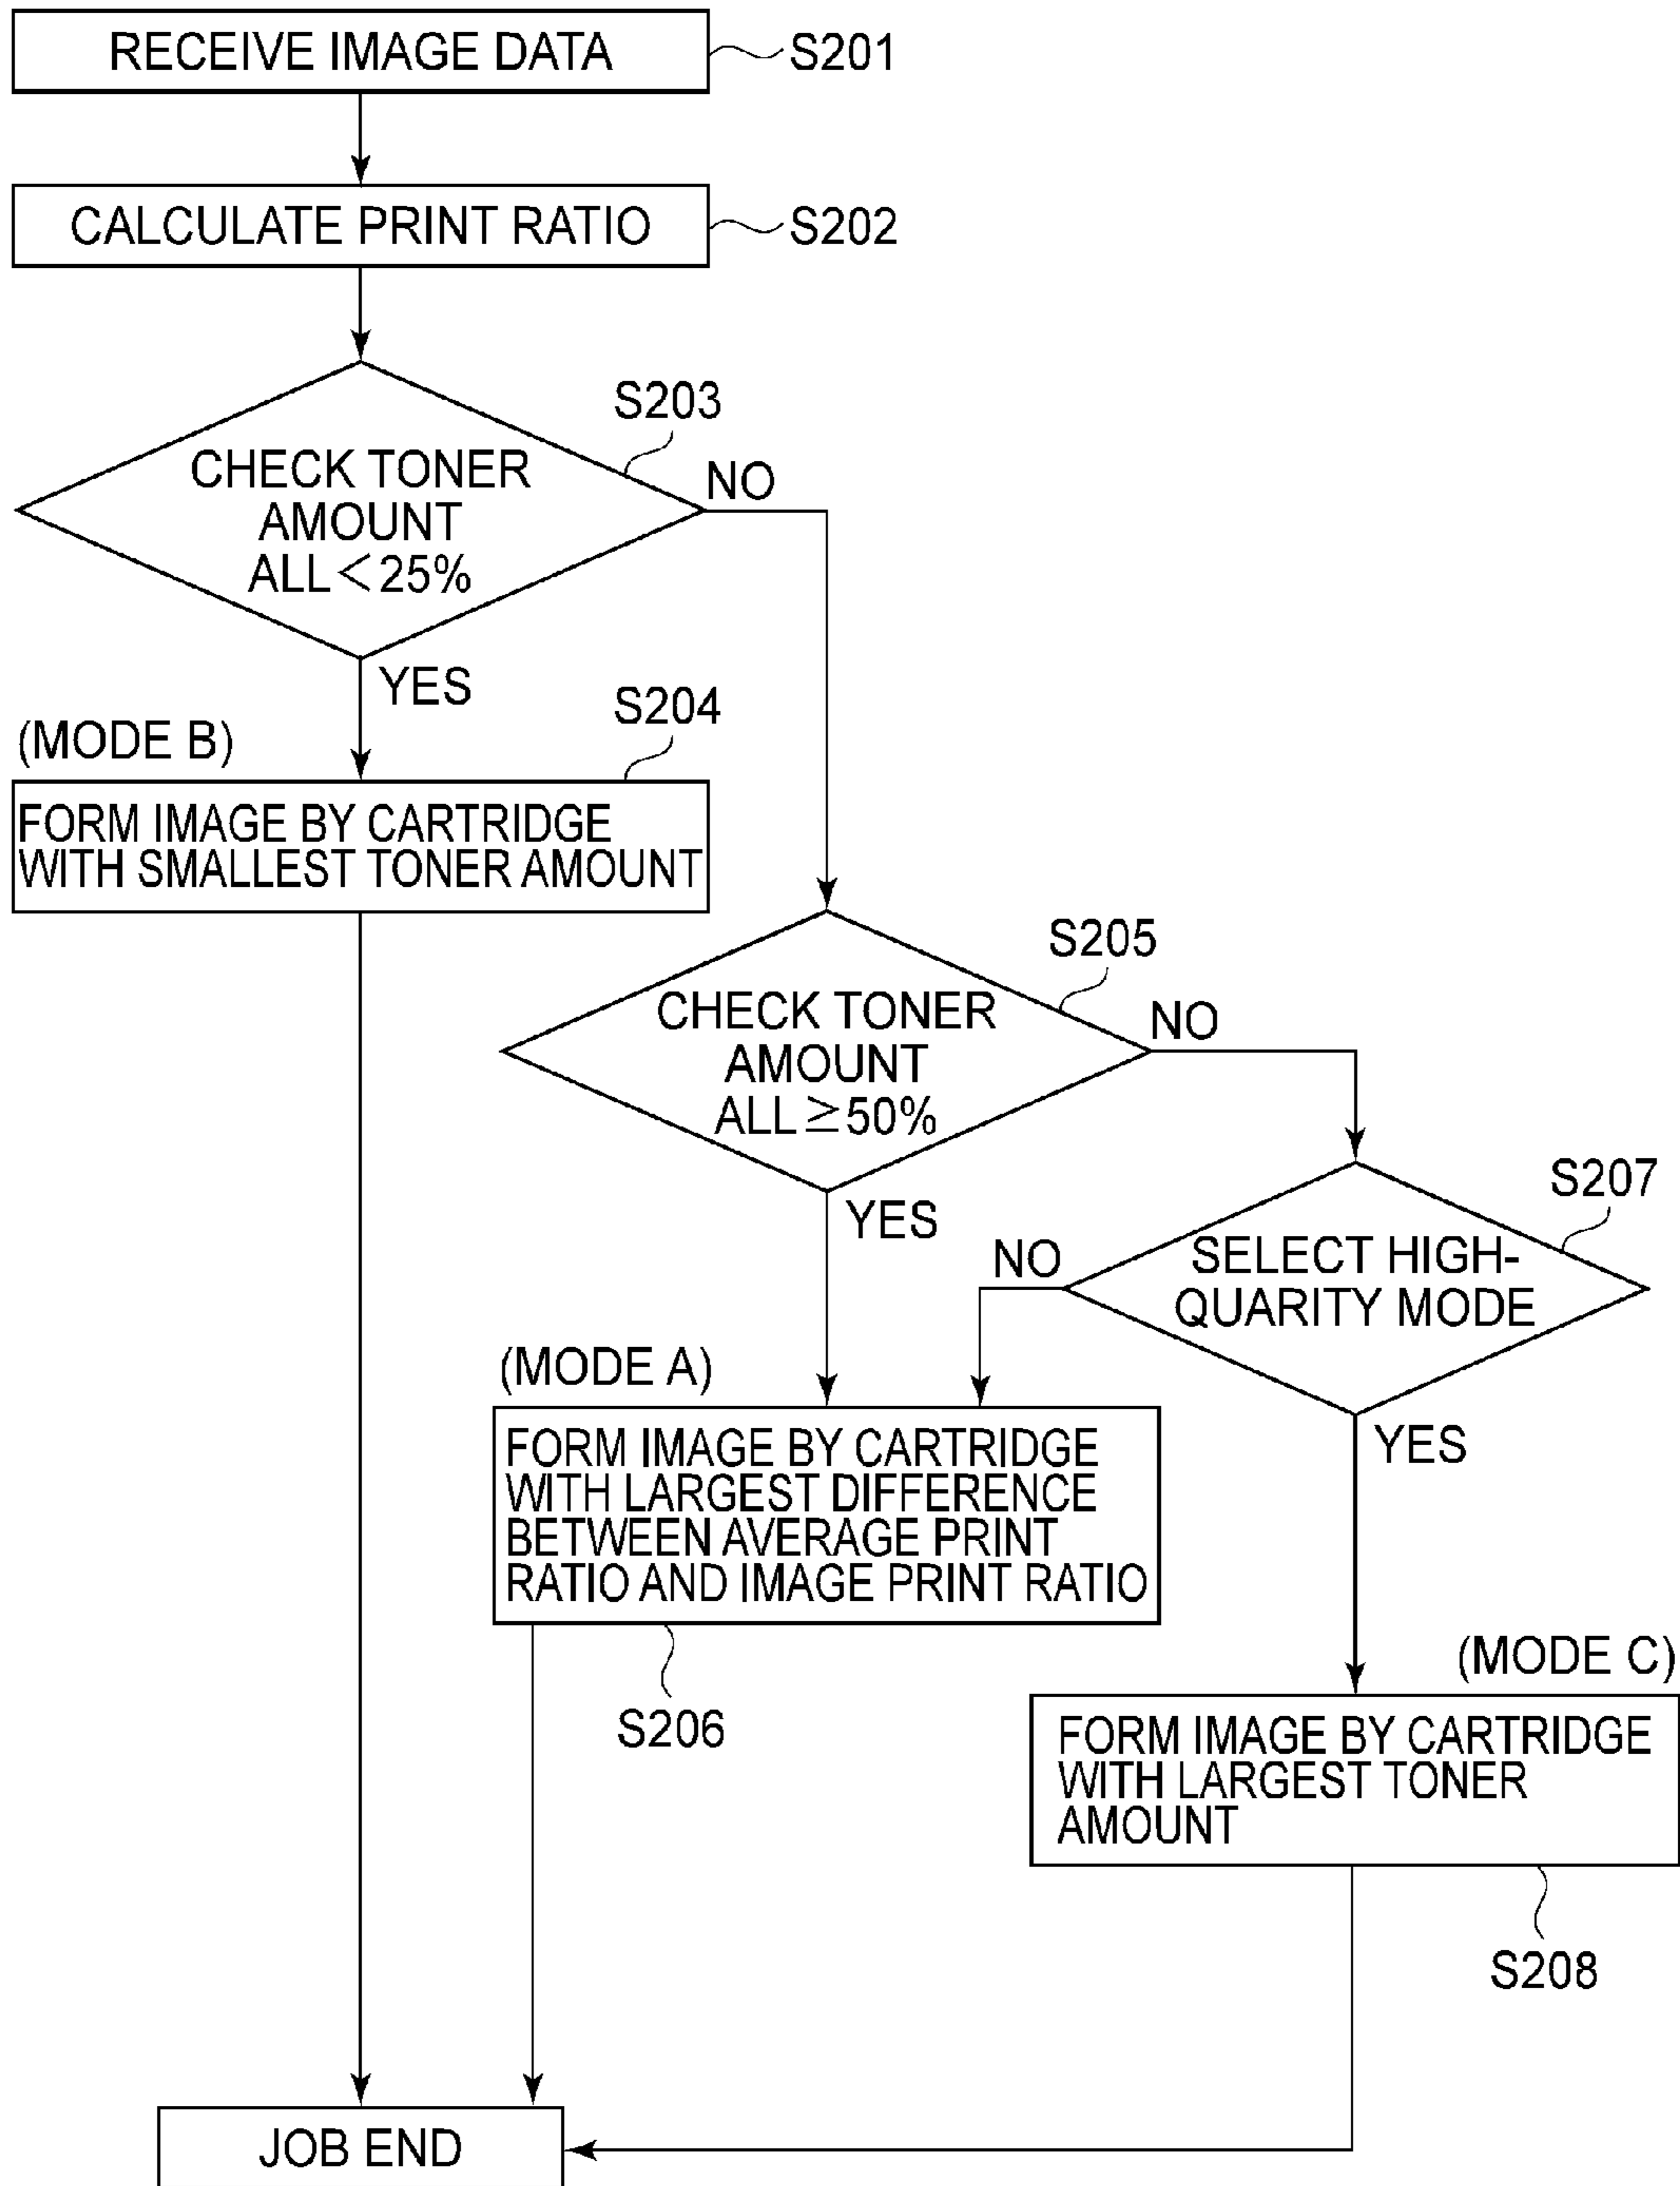 RECEIVE IMAGE DATA
S201
CALCULATE PRINT RATIO
S202
S203
CHECK TONER
AMOUNT
ALL<25%
NO
YES
(MODE B)
S204
FORM IMAGE BY CARTRIDGE
WITH SMALLEST TONER AMOUNT
S205
CHECK TONER
AMOUNT
ALL≧50%
NO
YES
S207
SELECT HIGH-
QUARITY MODE
NO
YES
(MODE A)
FORM IMAGE BY CARTRIDGE
WITH LARGEST DIFFERENCE
BETWEEN AVERAGE PRINT
RATIO AND IMAGE PRINT RATIO
S206
(MODE C)
FORM IMAGE BY CARTRIDGE
WITH LARGEST TONER
AMOUNT
S208
JOB END